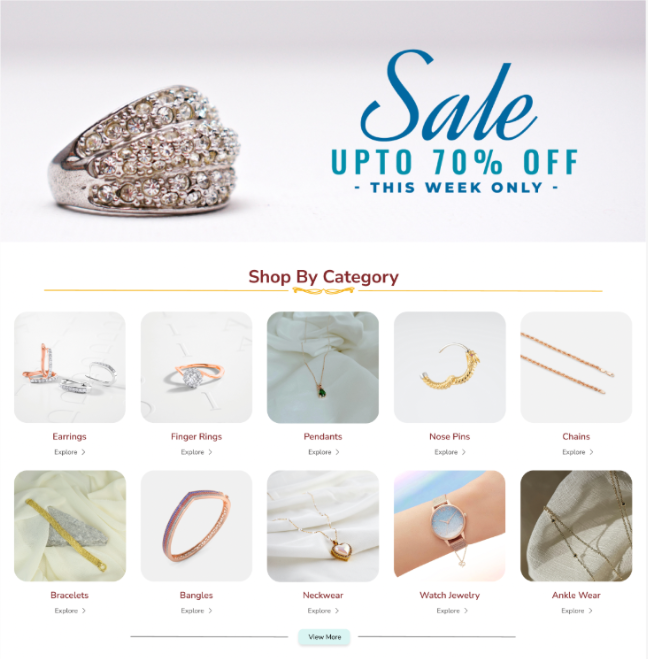 Sale
UPTO 70% OFF
- THIS WEEK ONLY -
Shop By Category
Earrings
Explore >
Finger Rings
Explore >
Pendants
Explore >
Nose Pins
Explore >
Chains
Explore >
Bracelets
Explore >
Bangles
Explore >
Neckwear
Explore >
Watch Jewelry
Explore >
Ankle Wear
Explore >
View More